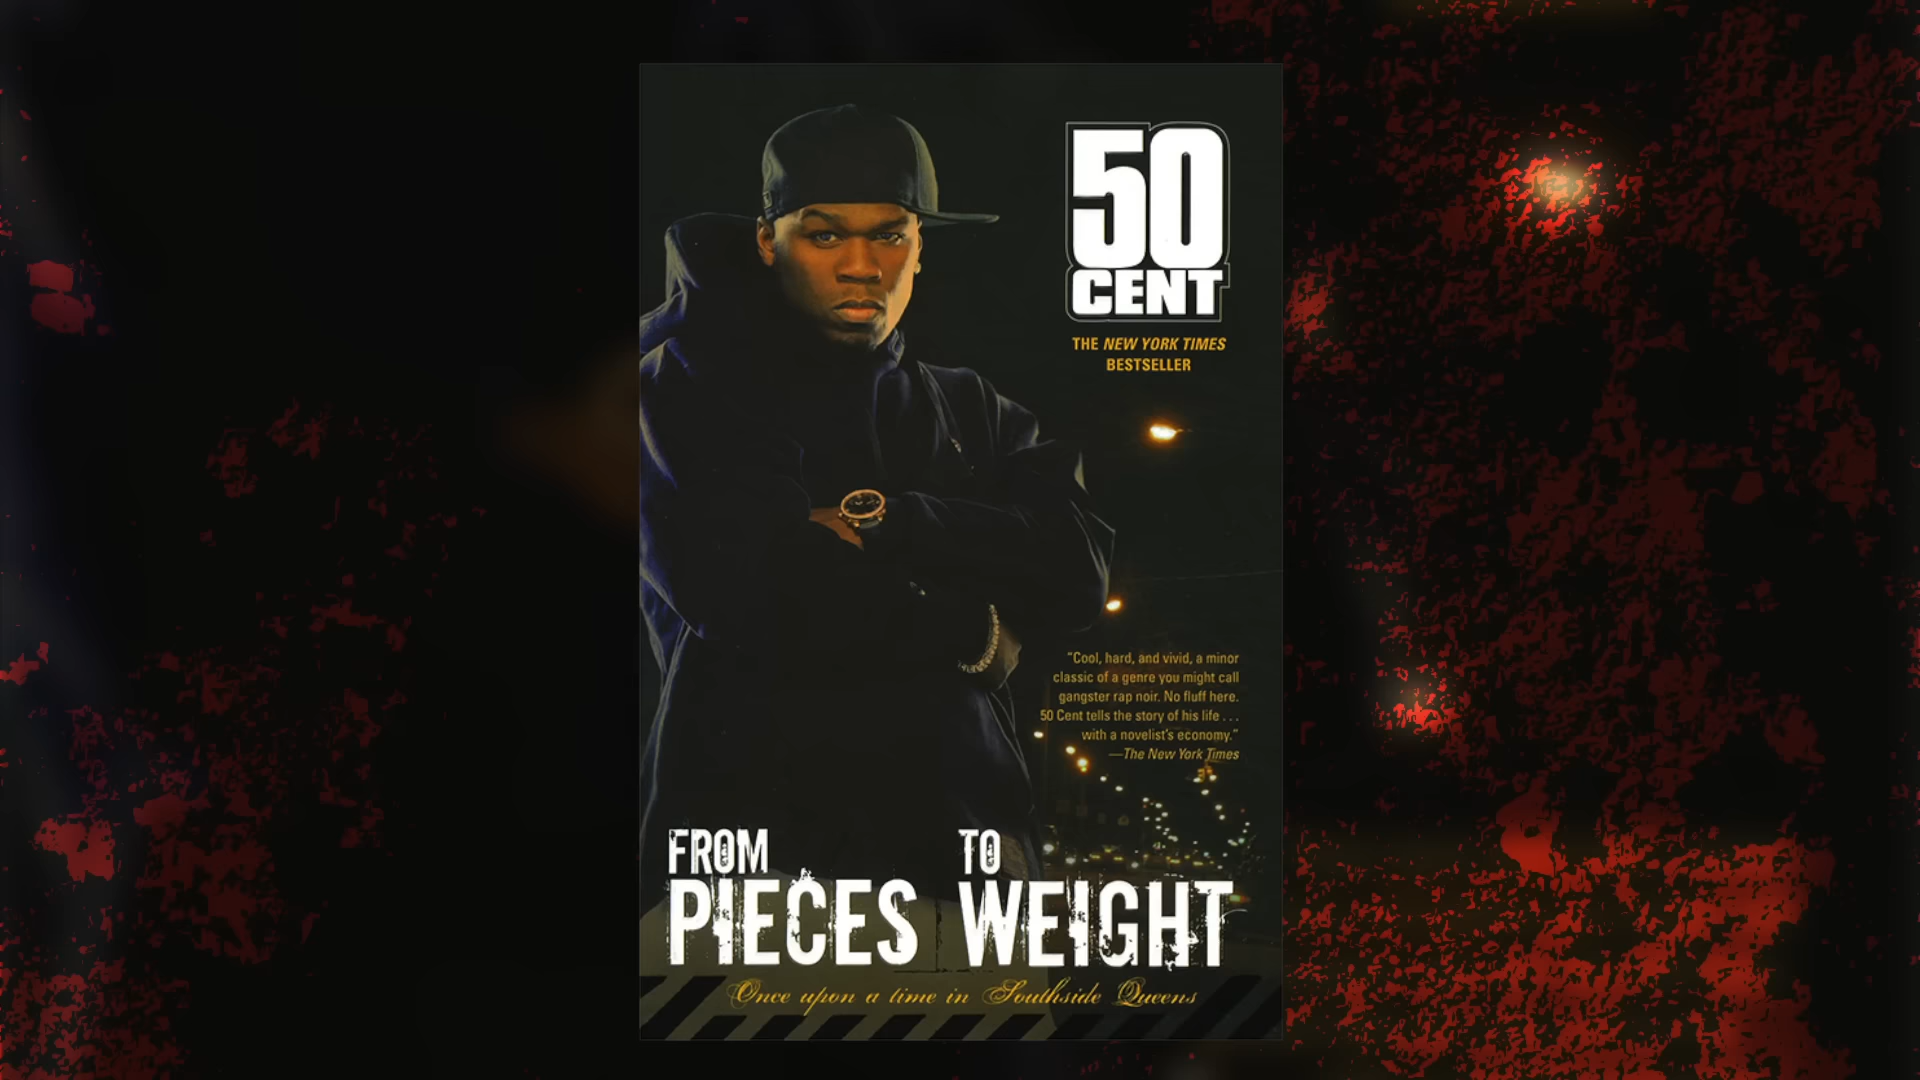 50
CENT
THE NEW YORK TIMES
BESTSELLER
“Cool, hard, and vivid, a minor
classic of a genre you might call
gangster rap noir. No fluff here.
50 Cent tells the story of his life . . .
with a novelist’s economy.”
—The New York Times
FROM TO
PIECES WEIGHT
Once upon a time in Southside Queens